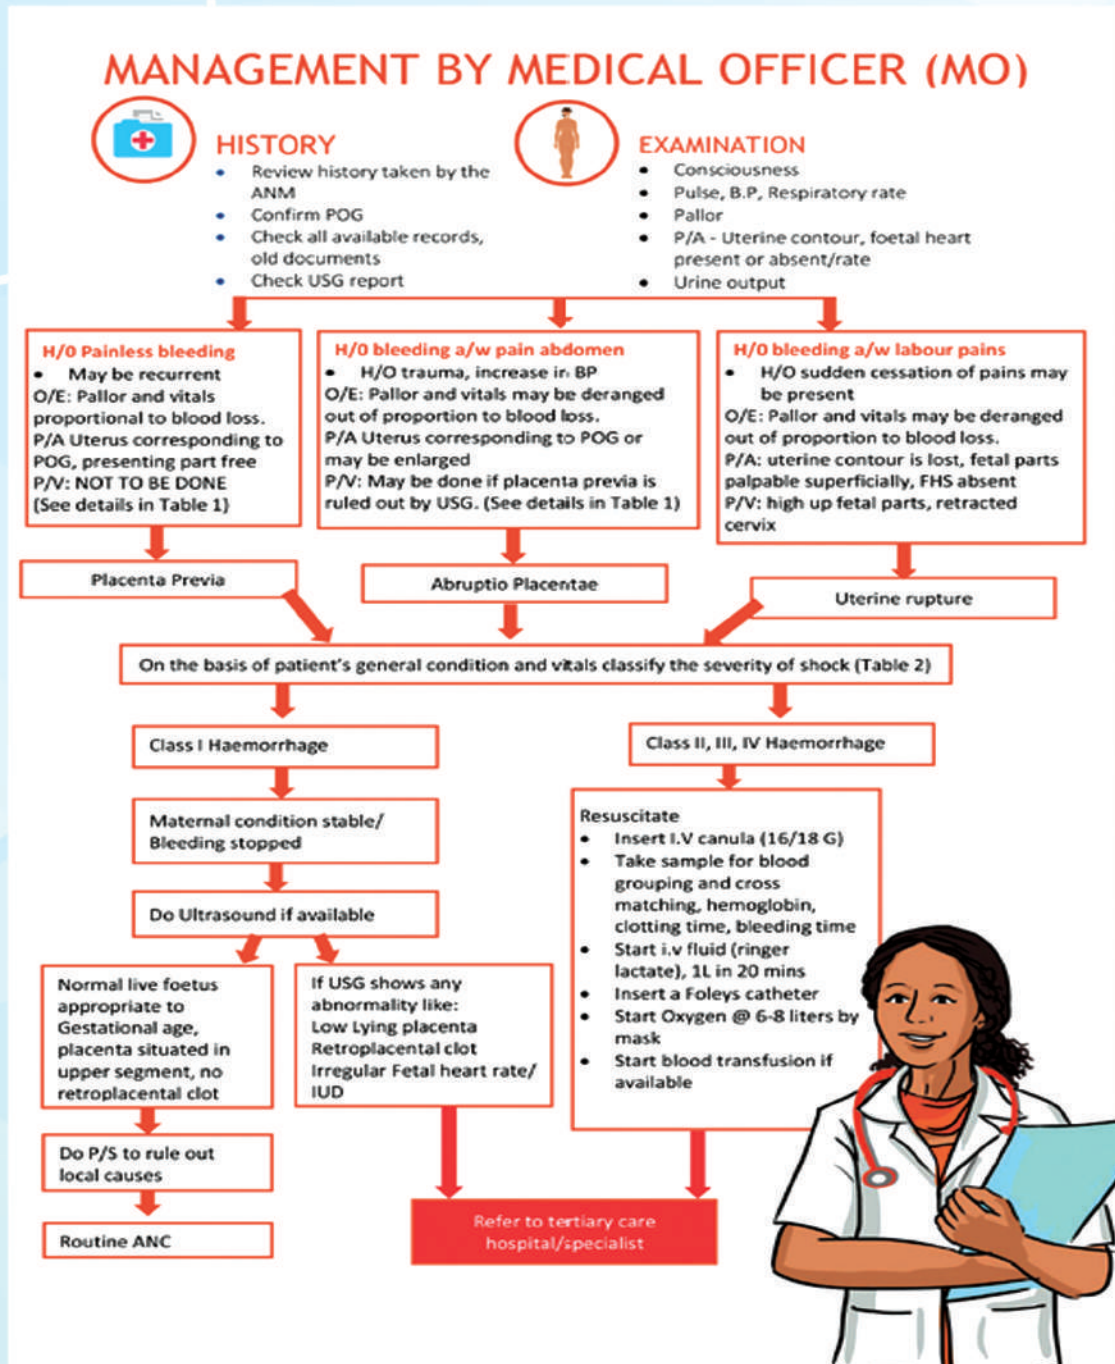 MANAGEMENT BY MEDICAL OFFICER (MO)
HISTORY
• Review history taken by the
ANM
• Confirm POG
• Check all available records,
old documents
• Check USG report
EXAMINATION
• Consciousness
• Pulse, B.P, Respiratory rate
• Pallor
• P/A - Uterine contour, foetal heart
present or absent/rate
• Urine output
H/0 Painless bleeding
• May be recurrent
O/E: Pallor and vitals
proportional to blood loss.
P/A Uterus corresponding to
POG, presenting part free
P/V: NOT TO BE DONE
(See details in Table 1)
H/0 bleeding a/w pain abdomen
• H/O trauma, increase in BP
O/E: Pallor and vitals may be deranged
out of proportion to blood loss.
P/A Uterus corresponding to POG or
may be enlarged
P/V: May be done if placenta previa is
ruled out by USG. (See details in Table 1)
H/0 bleeding a/w labour pains
• H/O sudden cessation of pains may
be present
O/E: Pallor and vitals may be deranged
out of proportion to blood loss.
P/A: uterine contour is lost, fetal parts
palpable superficially, FHS absent
P/V: high up fetal parts, retracted
cervix
Placenta Previa
Abruptio Placentae
Uterine rupture
On the basis of patient's general condition and vitals classify the severity of shock (Table 2)
Class I Haemorrhage
Class II, III, IV Haemorrhage
Maternal condition stable/
Bleeding stopped
Do Ultrasound if available
Normal live foetus
appropriate to
Gestational age,
placenta situated in
upper segment, no
retroplacental clot
If USG shows any
abnormality like:
Low Lying placenta
Retroplacental clot
Irregular Fetal heart rate/
IUD
Resuscitate
• Insert I.V canula (16/18 G)
• Take sample for blood
grouping and cross
matching, hemoglobin,
clotting time, bleeding time
• Start i.v fluid (ringer
lactate), 1L in 20 mins
• Insert a Foleys catheter
• Start Oxygen @ 6-8 liters by
mask
• Start blood transfusion if
available
Do P/S to rule out
local causes
Routine ANC
Refer to tertiary care
hospital/specialist